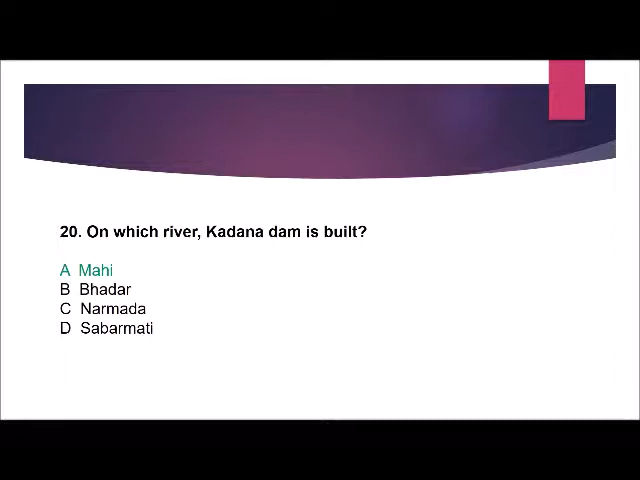 20. On which river, Kadana dam is built?
A Mahi
B Bhadar
C Narmada
D Sabarmati